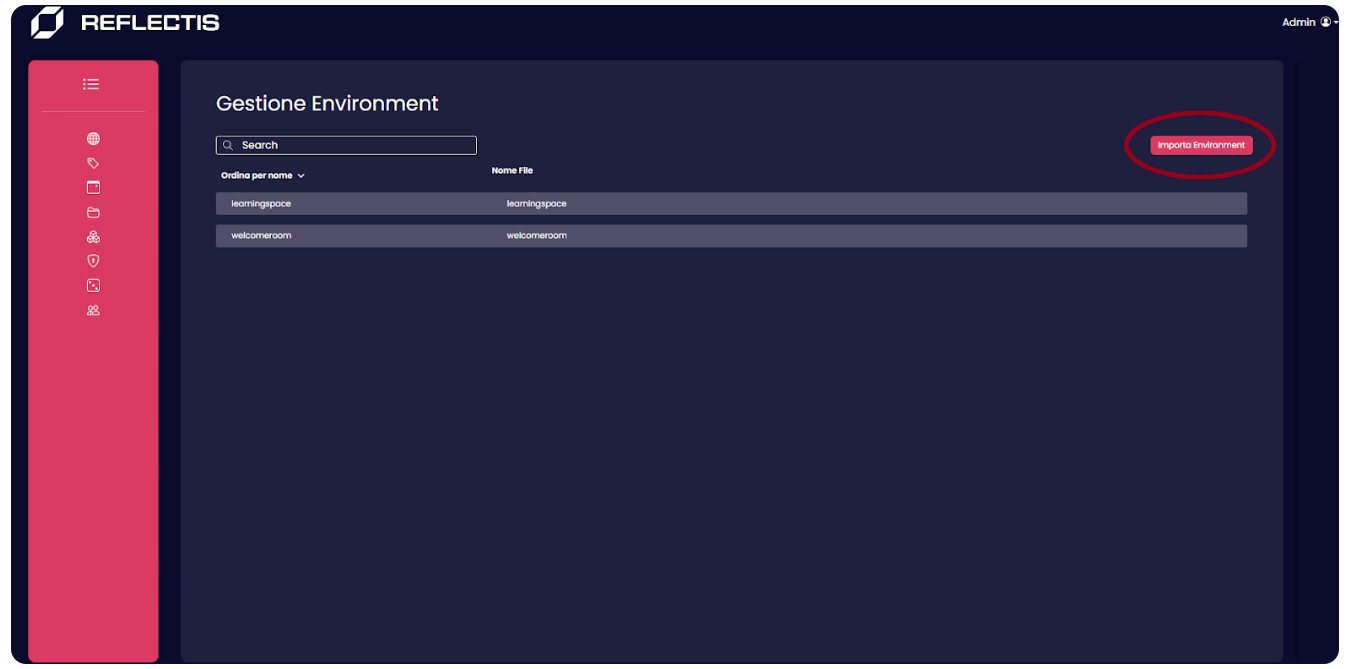 REFLECTIS
Admin
Gestione Environment
Search
Importa Environment
Ordina per nome
Nome File
learningspace learningspace
welcomeroom welcomeroom